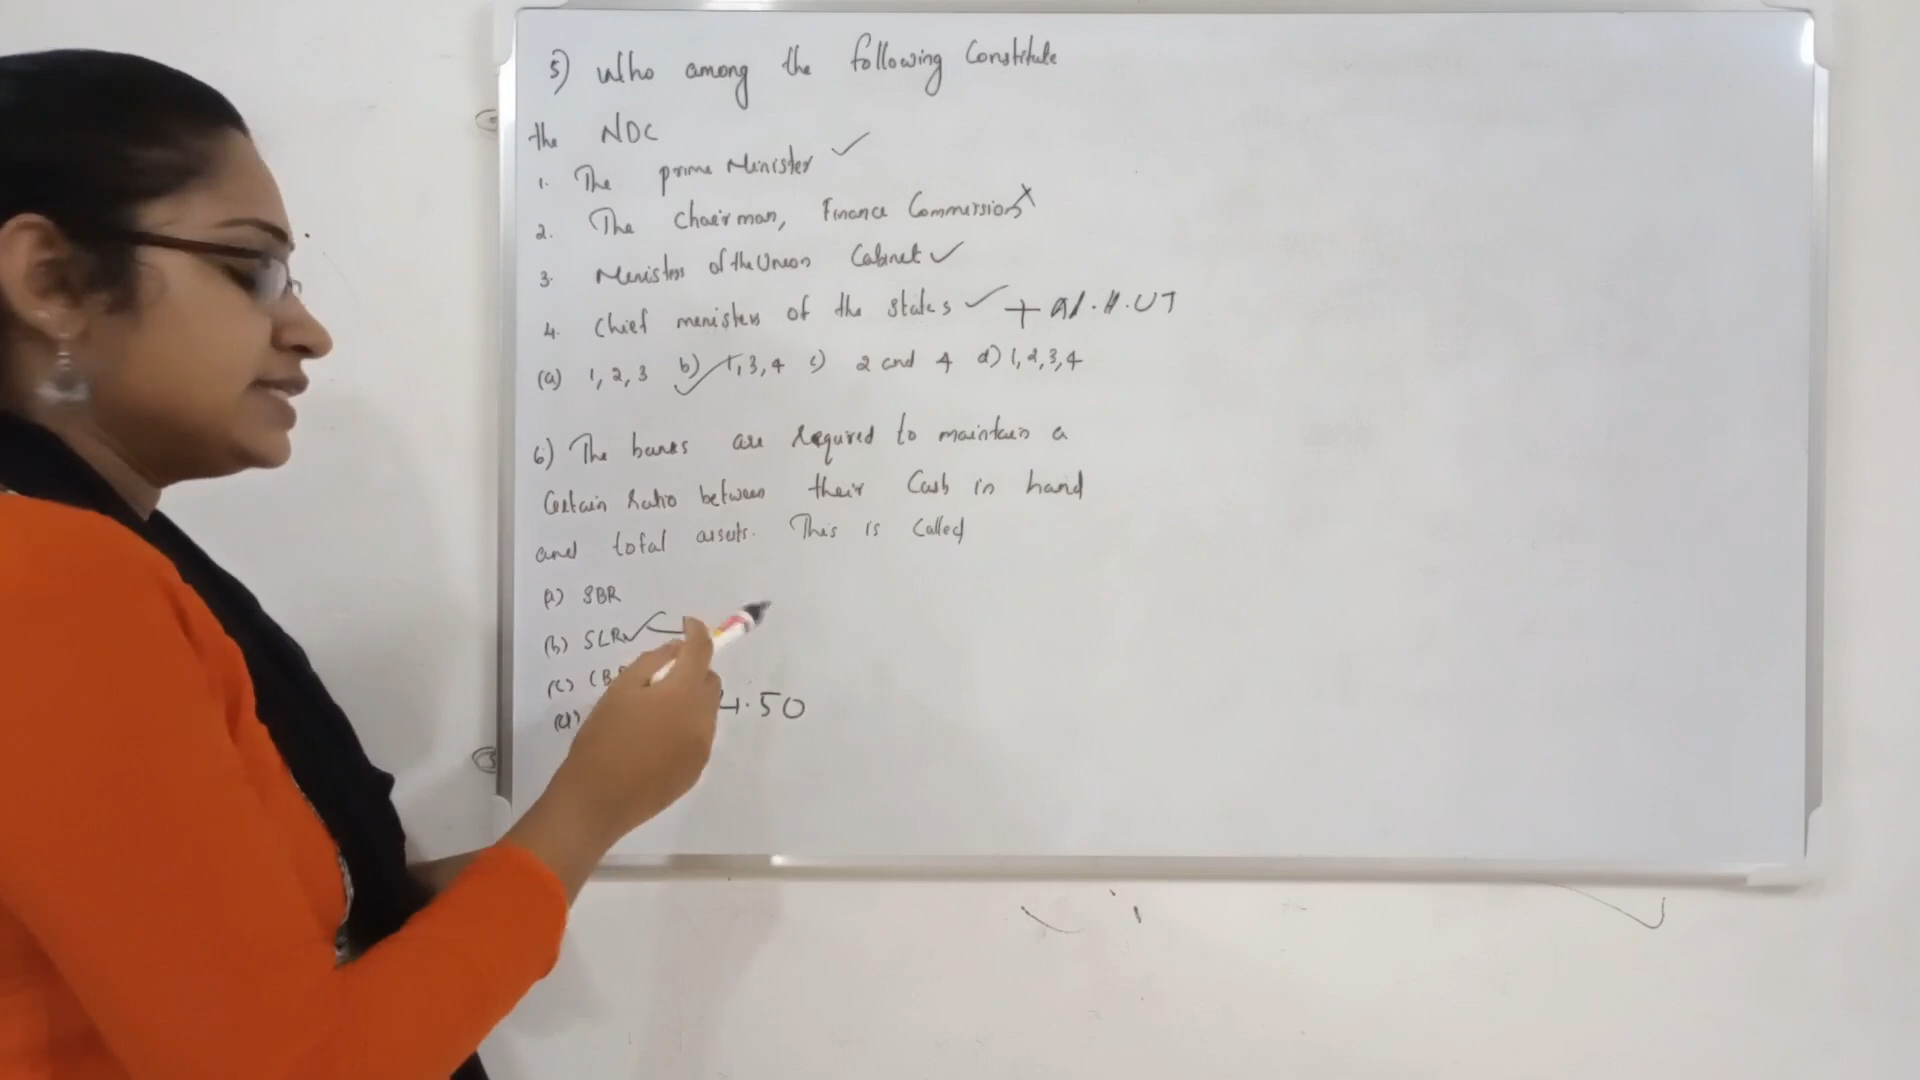 5) Who among the following Constitute
the NDC
1. The prime Minister ✓
2. The Chairman, Finance Commission ×
3. Ministers of the Union Cabinet ✓
4. Chief ministers of the states ✓ +
(a) 1, 2, 3 b) 1, 3, 4 c) 2 and 4 d) 1, 2, 3, 4
6) The banks are required to maintain a
Certain ratio between their Cash in hand
and total assets. This is Called
(a) SBR
(b) SLR ✓
(c) CB
(d) 4.50